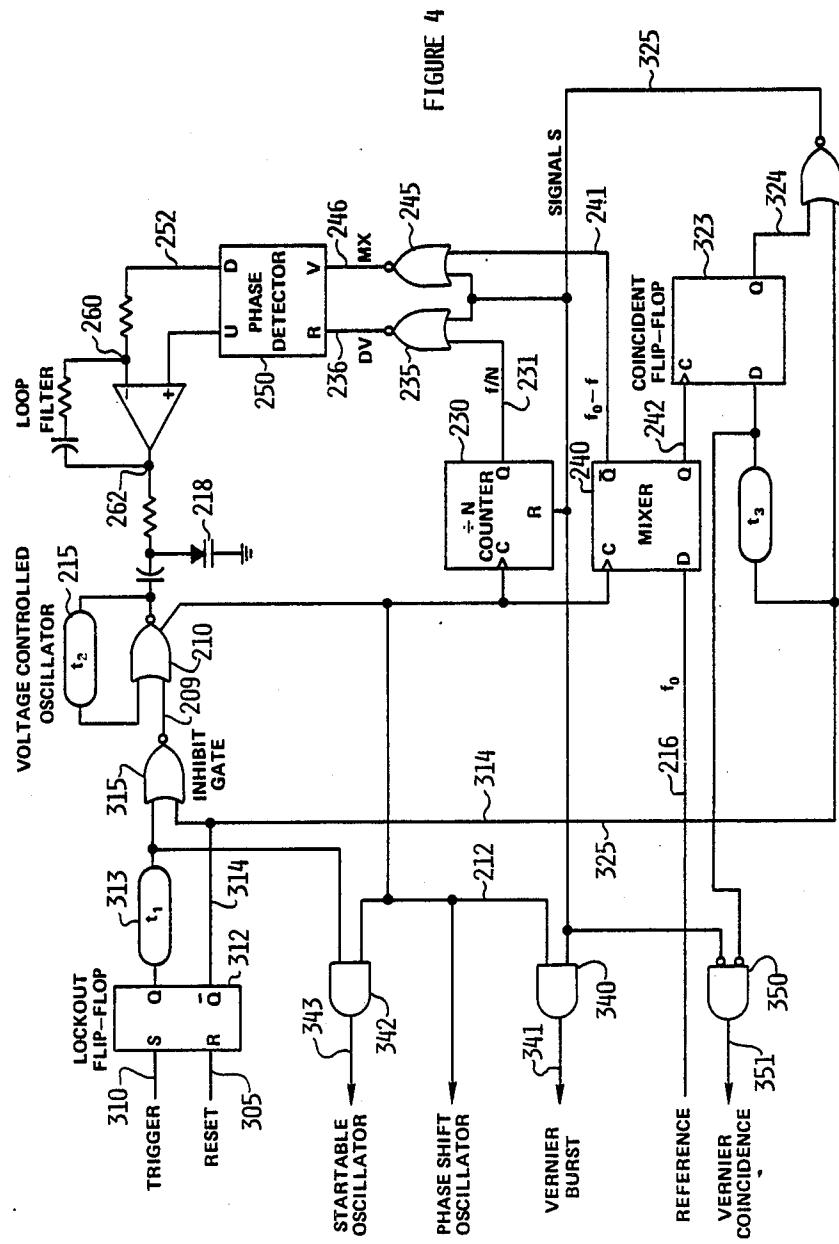 FIGURE 4
VOLTAGE CONTROLLED
OSCILLATOR
215
t₂
LOOP
FILTER
260
262
252
218
210
209
INHIBIT
GATE
315
313
t₁
314
LOCKOUT
FLIP-FLOP
312
S
Q
R
Q̅
310
TRIGGER
305
RESET
U
D
PHASE
DETECTOR
R
V
250
236
DV
246
MX
235
245
f/N
231
241
230
÷ N
COUNTER
C
Q
R
SIGNAL S
325
f₀-f
240
Q̅
C
MIXER
D
Q
242
COINCIDENT
FLIP-FLOP
323
C
D
Q
324
t₃
314
325
212
216
f₀
343
342
STARTABLE
OSCILLATOR
PHASE SHIFT
OSCILLATOR
341
340
VERNIER
BURST
REFERENCE
351
350
VERNIER
COINCIDENCE